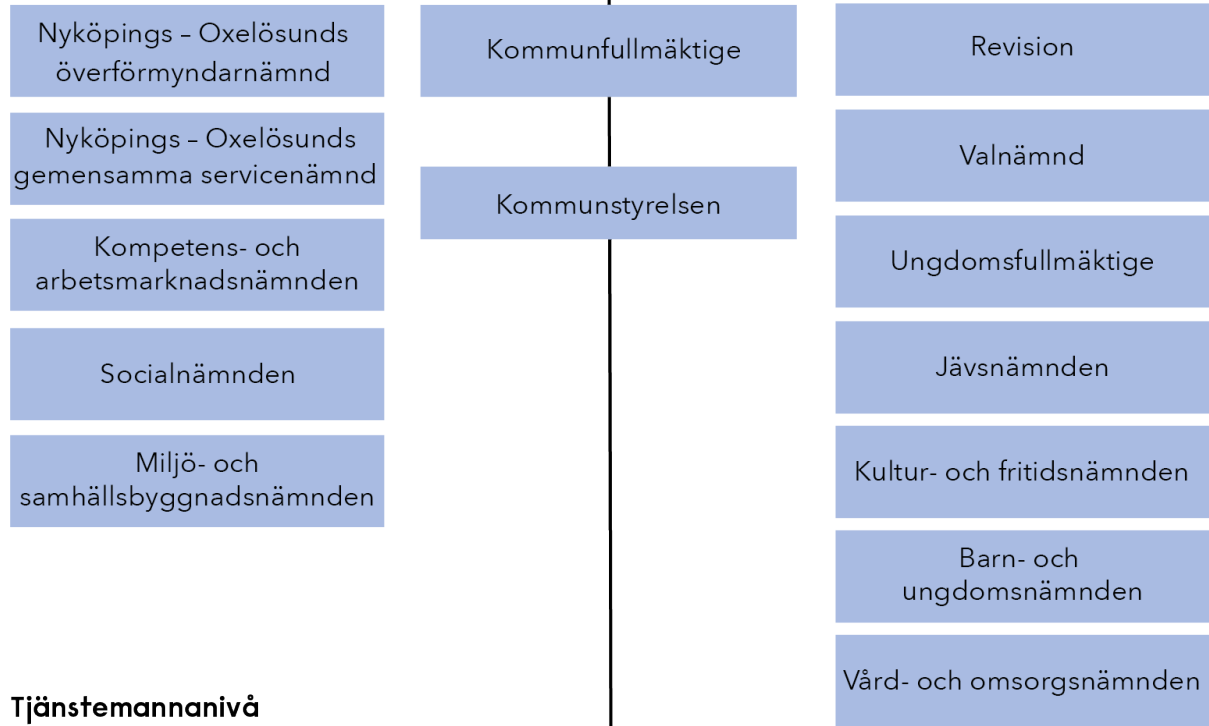 Nyköpings – Oxelösunds
överförmyndarnämnd
Nyköpings – Oxelösunds
gemensamma servicenämnd
Kompetens- och
arbetsmarknadsnämnden
Socialnämnden
Miljö- och
samhällsbyggnadsnämnden
Kommunfullmäktige
Kommunstyrelsen
Revision
Valnämnd
Ungdomsfullmäktige
Jävsnämnden
Kultur- och fritidsnämnden
Barn- och
ungdomsnämnden
Vård- och omsorgsnämnden
Tjänstemannanivå